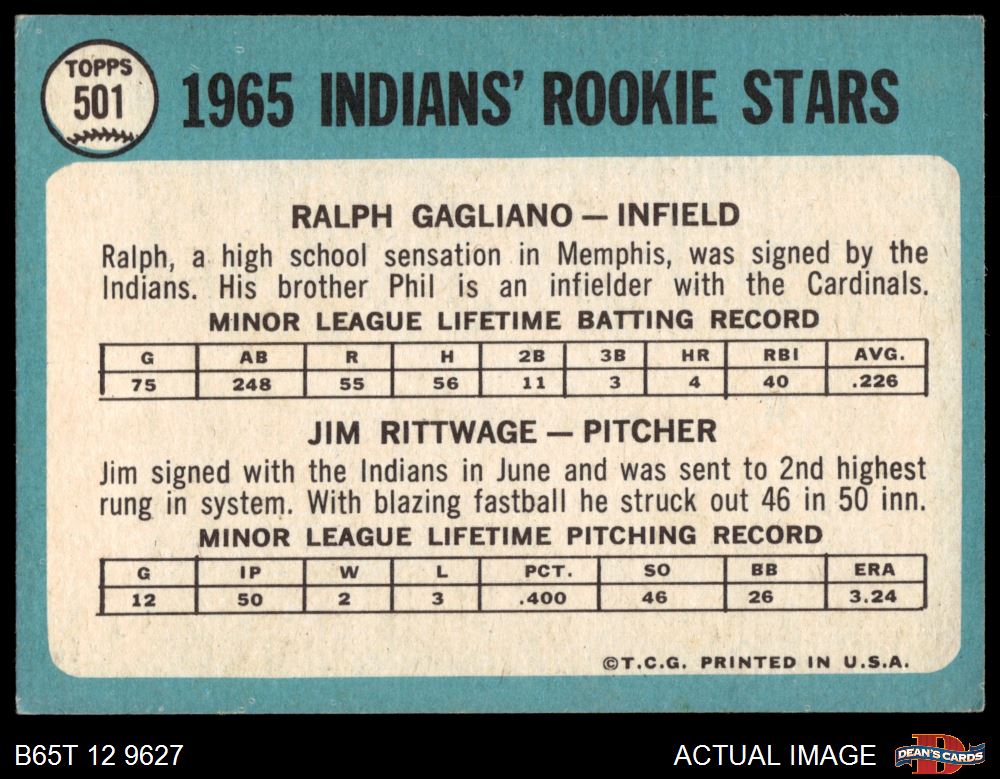 TOPPS
501
1965 INDIANS' ROOKIE STARS
RALPH GAGLIANO — INFIELD
Ralph, a high school sensation in Memphis, was signed by the
Indians. His brother Phil is an infielder with the Cardinals.
MINOR LEAGUE LIFETIME BATTING RECORD
G AB R H 2B 3B HR RBI AVG.
75 248 55 56 11 3 4 40 .226
JIM RITTWAGE — PITCHER
Jim signed with the Indians in June and was sent to 2nd highest
rung in system. With blazing fastball he struck out 46 in 50 inn.
MINOR LEAGUE LIFETIME PITCHING RECORD
G IP W L PCT. SO BB ERA
12 50 2 3 .400 46 26 3.24
©T.C.G. PRINTED IN U.S.A.
B65T 12 9627 ACTUAL IMAGE DEAN'S CARDS